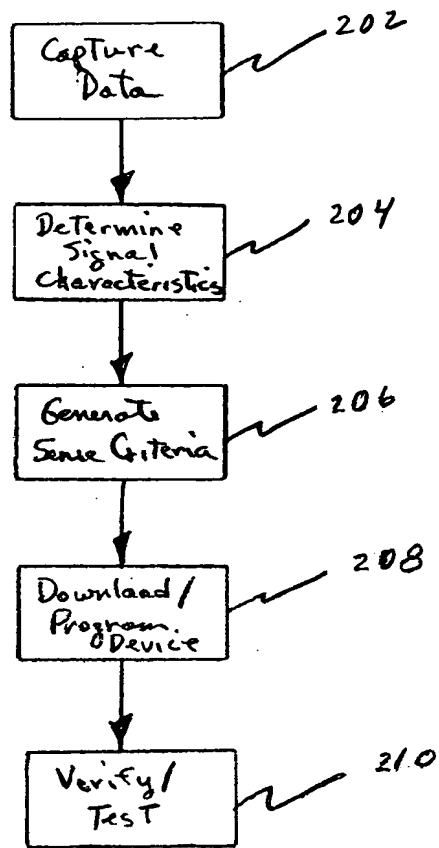 Capture
Data
202
Determine
Signal
Characteristics
204
Generate
Sense Criteria
206
Download/
Program
Device
208
Verify/
Test
210